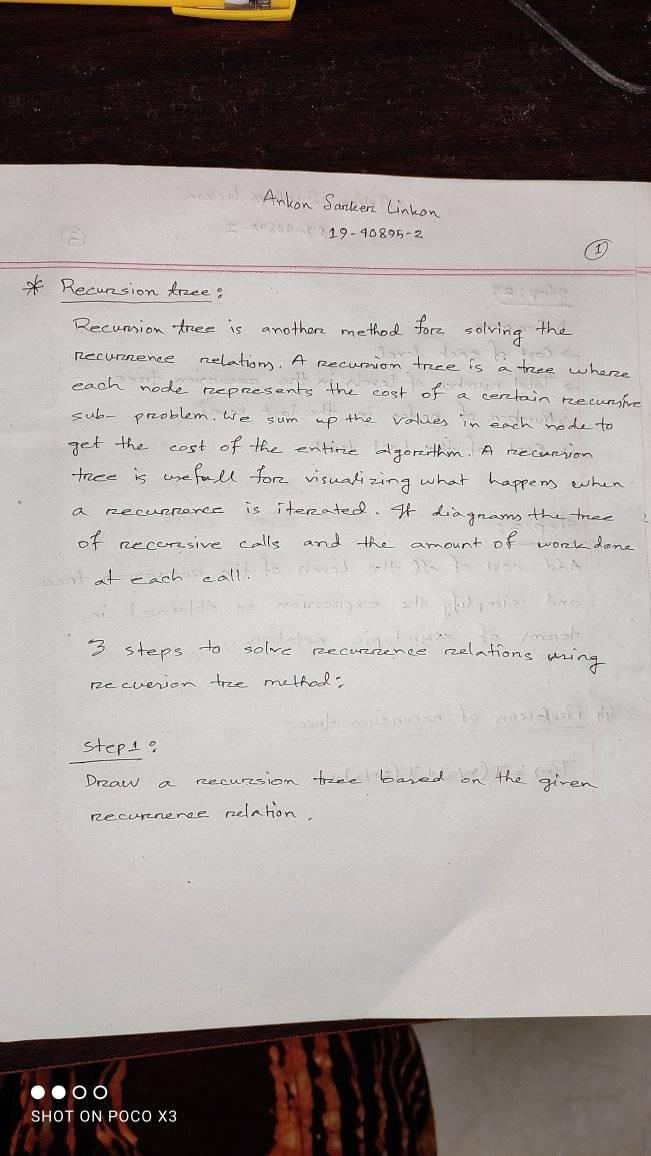 Ankon Sarker Linkon
19-40895-2
1
* Recursion tree:
Recursion tree is another method for solving the
recurrence relations. A recursion tree is a tree where
each node represents the cost of a certain recursive
sub-problem. We sum up the values in each node to
get the cost of the entire algorithm. A recursion
tree is usefull for visualizing what happens when
a recurrence is iterated. It diagrams the tree
of recursive calls and the amount of work done
at each call.
3 steps to solve recurrence relations using
recuersion tre method:
Step1:
Draw a recursion tree based on the given
recurrence relation.
SHOT ON POCO X3